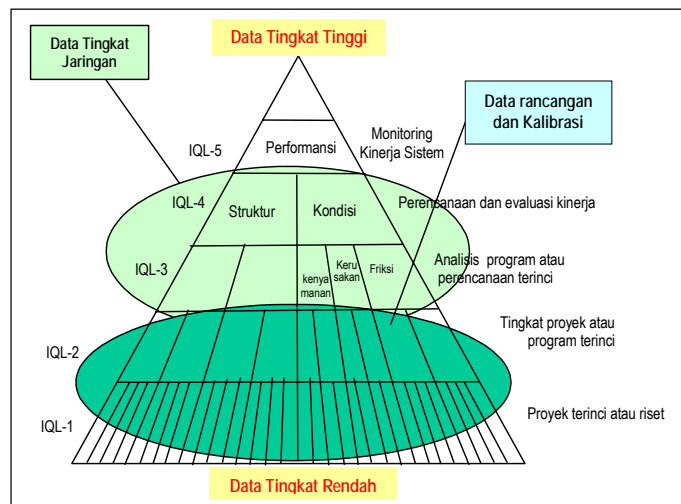 Data Tingkat
Jaringan
Data Tingkat Tinggi
Data rancangan
dan Kalibrasi
IQL-5
Performansi
Monitoring
Kinerja Sistem
IQL-4
Struktur
Kondisi
Perencanaan dan evaluasi kinerja
IQL-3
kenya
manan
Keru
sakan
Friksi
Analisis program atau
perencanaan terinci
Tingkat proyek atau
program terinci
IQL-2
IQL-1
Proyek terinci atau riset
Data Tingkat Rendah